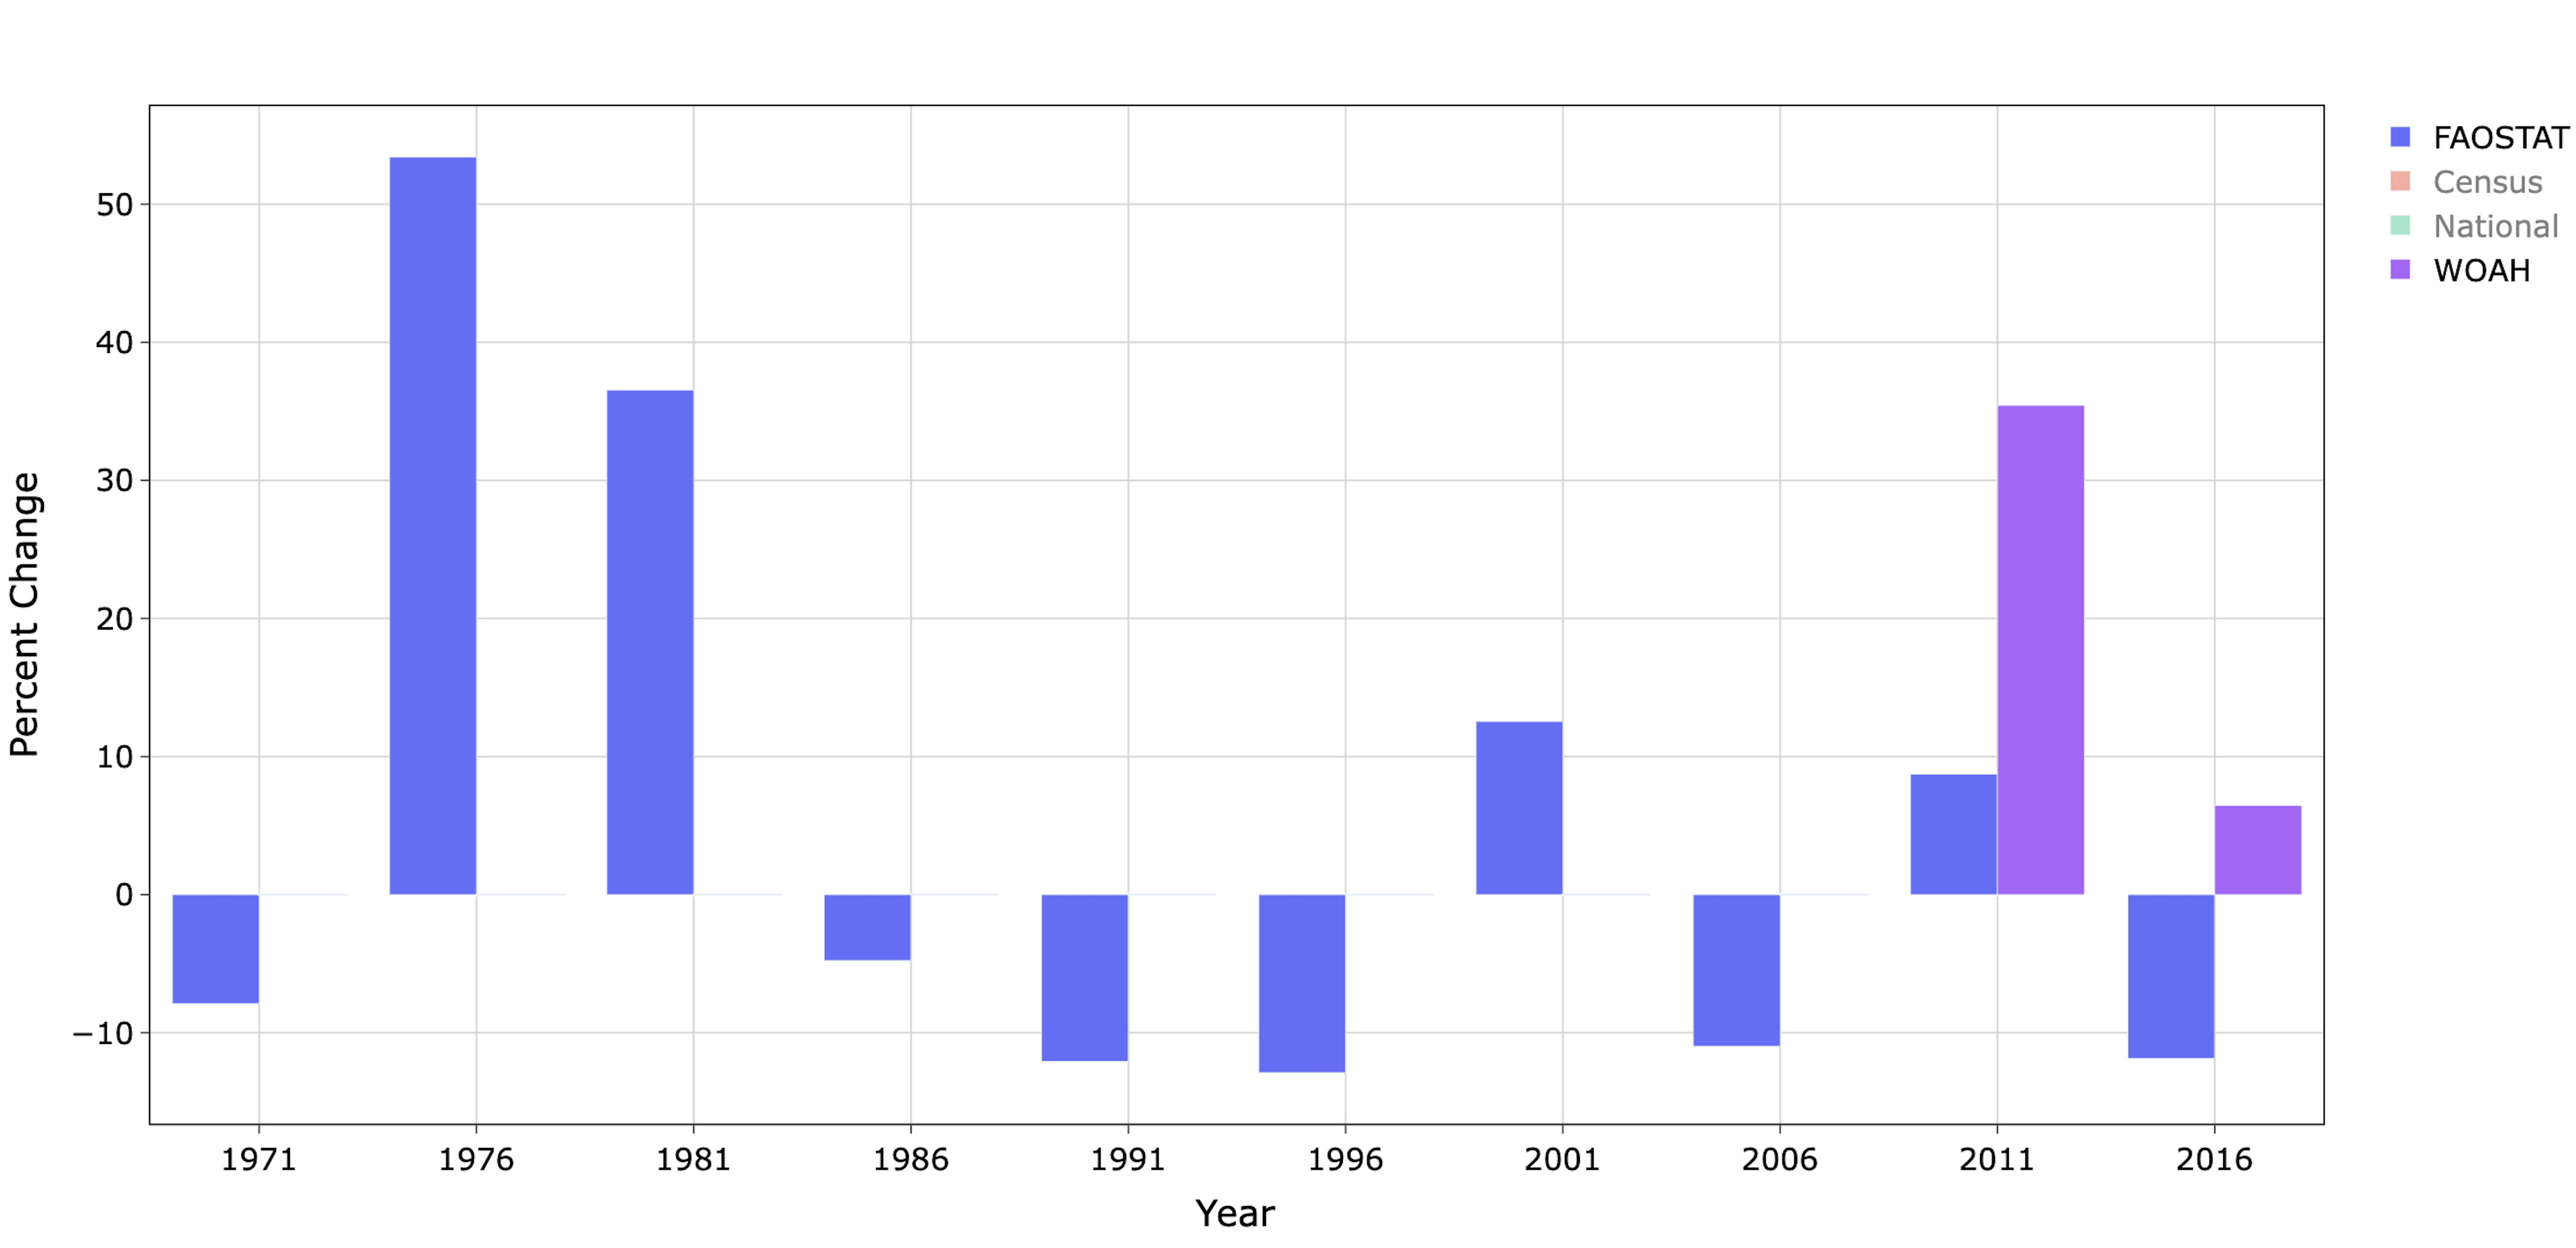 FAOSTAT
Census
National
WOAH
Percent Change
50
40
30
20
10
0
−10
1971 1976 1981 1986 1991 1996 2001 2006 2011 2016
Year